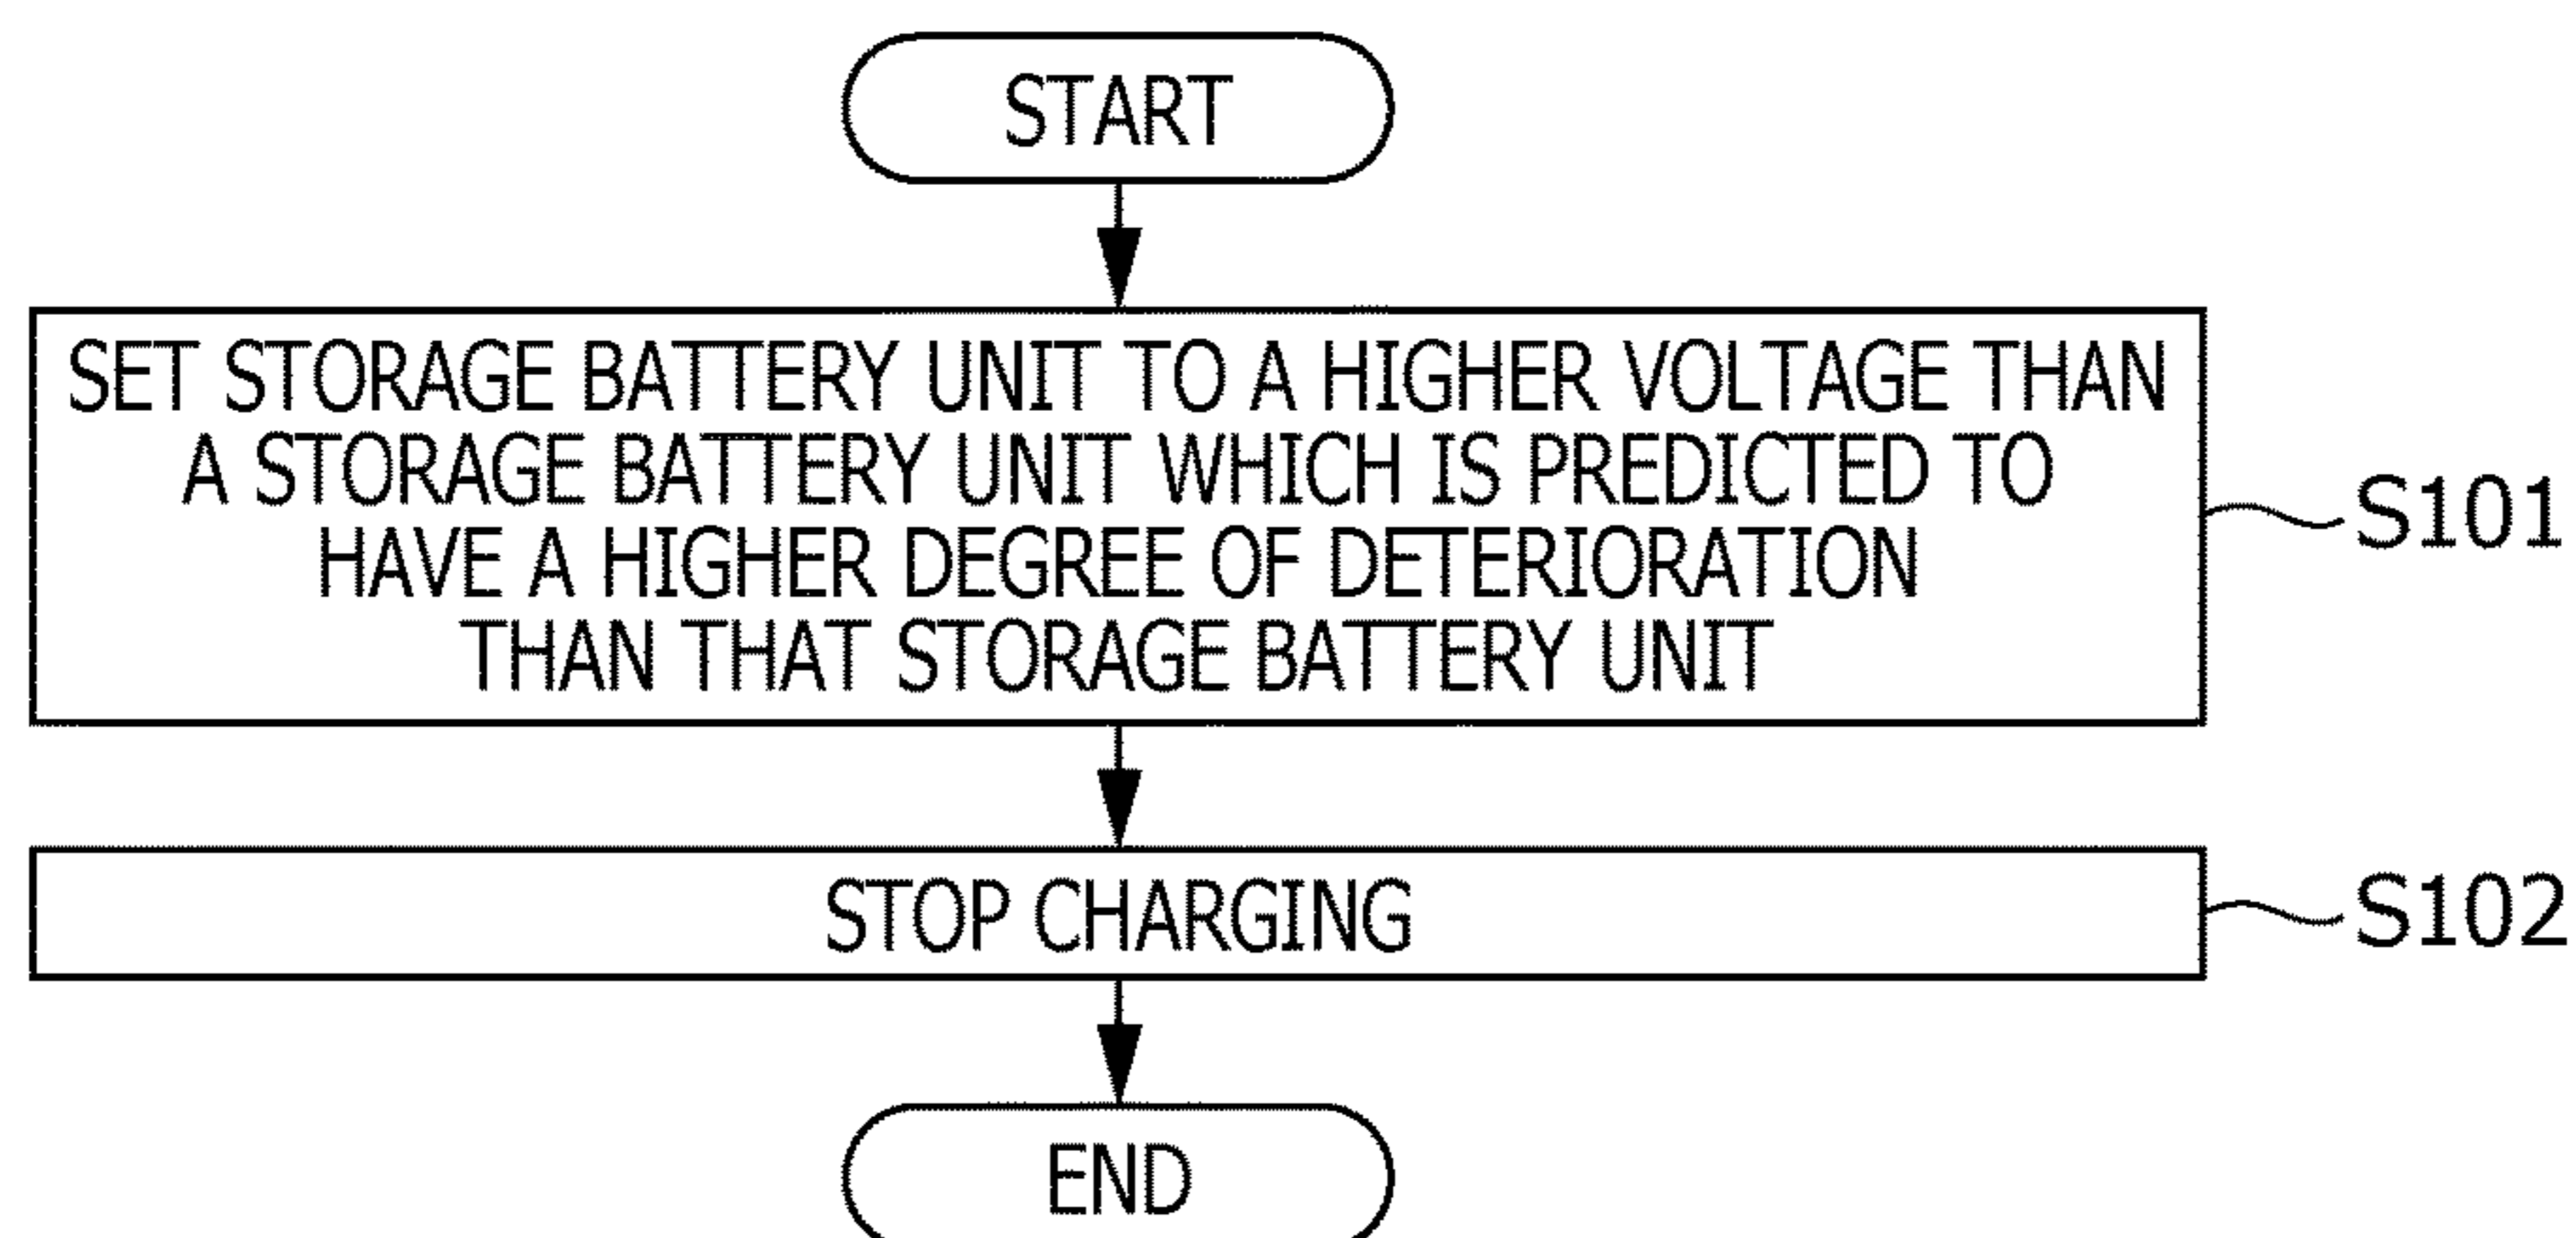 START
SET STORAGE BATTERY UNIT TO A HIGHER VOLTAGE THAN
A STORAGE BATTERY UNIT WHICH IS PREDICTED TO
HAVE A HIGHER DEGREE OF DETERIORATION
THAN THAT STORAGE BATTERY UNIT
S101
STOP CHARGING
S102
END